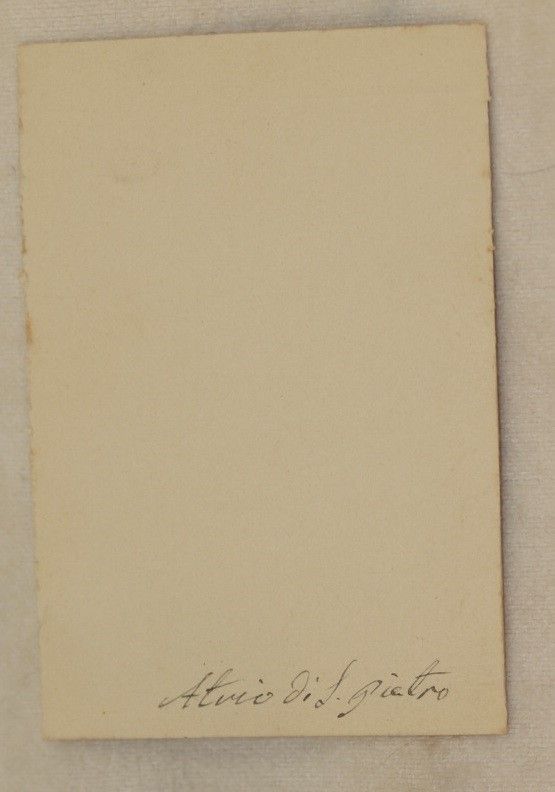 Atrio di S. Pietro